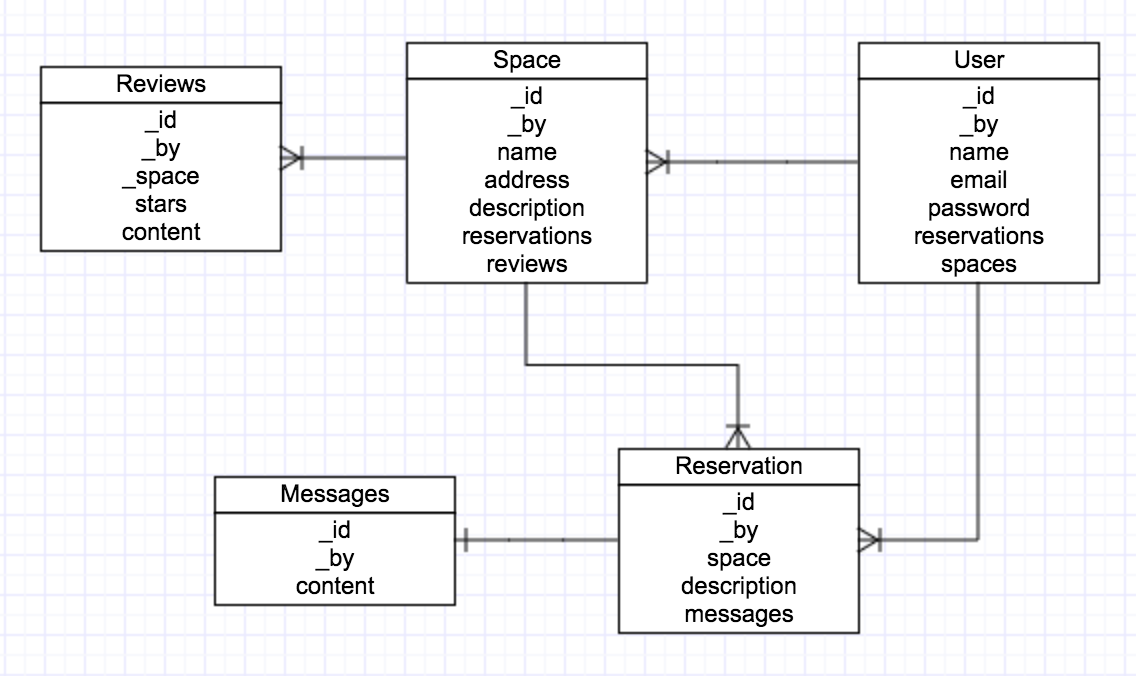 Reviews
_id
_by
_space
stars
content
Space
_id
_by
name
address
description
reservations
reviews
User
_id
_by
name
email
password
reservations
spaces
Messages
_id
_by
content
Reservation
_id
_by
space
description
messages